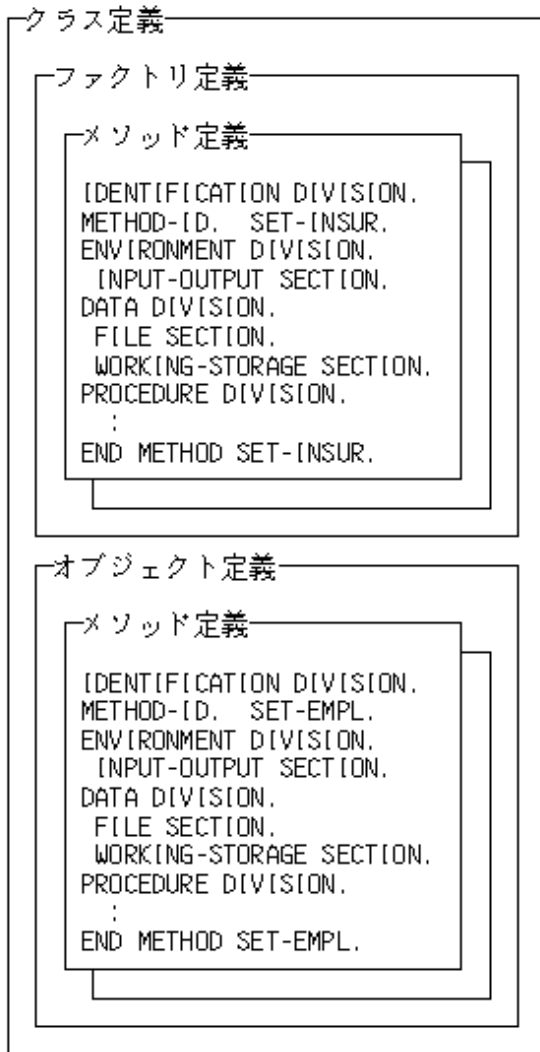 クラス定義
ファクトリ定義
メソッド定義
IDENTIFICATION DIVISION.
METHOD-ID. SET-INSUR.
ENVIRONMENT DIVISION.
INPUT-OUTPUT SECTION.
DATA DIVISION.
FILE SECTION.
WORKING-STORAGE SECTION.
PROCEDURE DIVISION.
:
END METHOD SET-INSUR.
オブジェクト定義
メソッド定義
IDENTIFICATION DIVISION.
METHOD-ID. SET-EMPL.
ENVIRONMENT DIVISION.
INPUT-OUTPUT SECTION.
DATA DIVISION.
FILE SECTION.
WORKING-STORAGE SECTION.
PROCEDURE DIVISION.
:
END METHOD SET-EMPL.